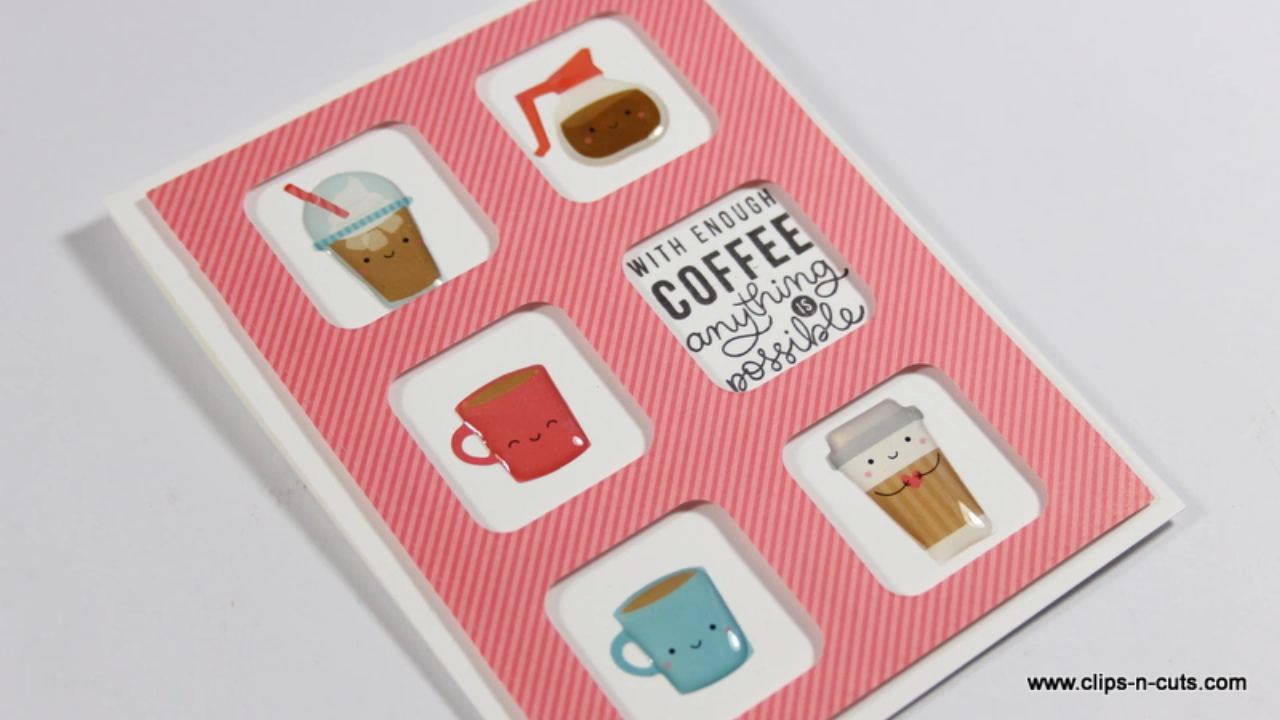 WITH ENOUGH
COFFEE
anything
IS
possible
www.clips-n-cuts.com